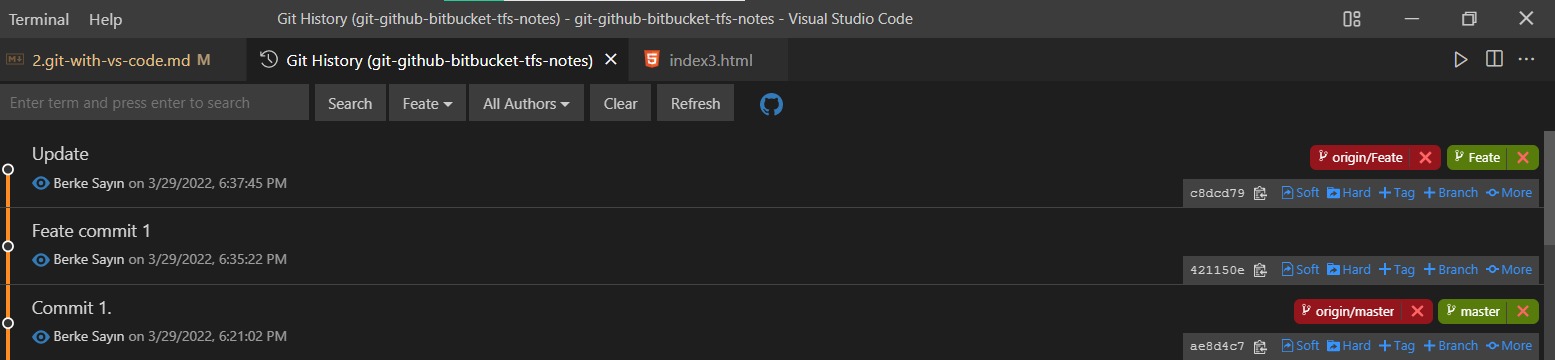 Terminal Help Git History (git-github-bitbucket-tfs-notes) - git-github-bitbucket-tfs-notes - Visual Studio Code
2.git-with-vs-code.md M Git History (git-github-bitbucket-tfs-notes) index3.html
Enter term and press enter to search Search Feate All Authors Clear Refresh
Update origin/Feate Feate
Berke Sayın on 3/29/2022, 6:37:45 PM c8dcd79 Soft Hard +Tag +Branch More
Feate commit 1
Berke Sayın on 3/29/2022, 6:35:22 PM 421150e Soft Hard +Tag +Branch More
Commit 1. origin/master master
Berke Sayın on 3/29/2022, 6:21:02 PM ae8d4c7 Soft Hard +Tag +Branch More